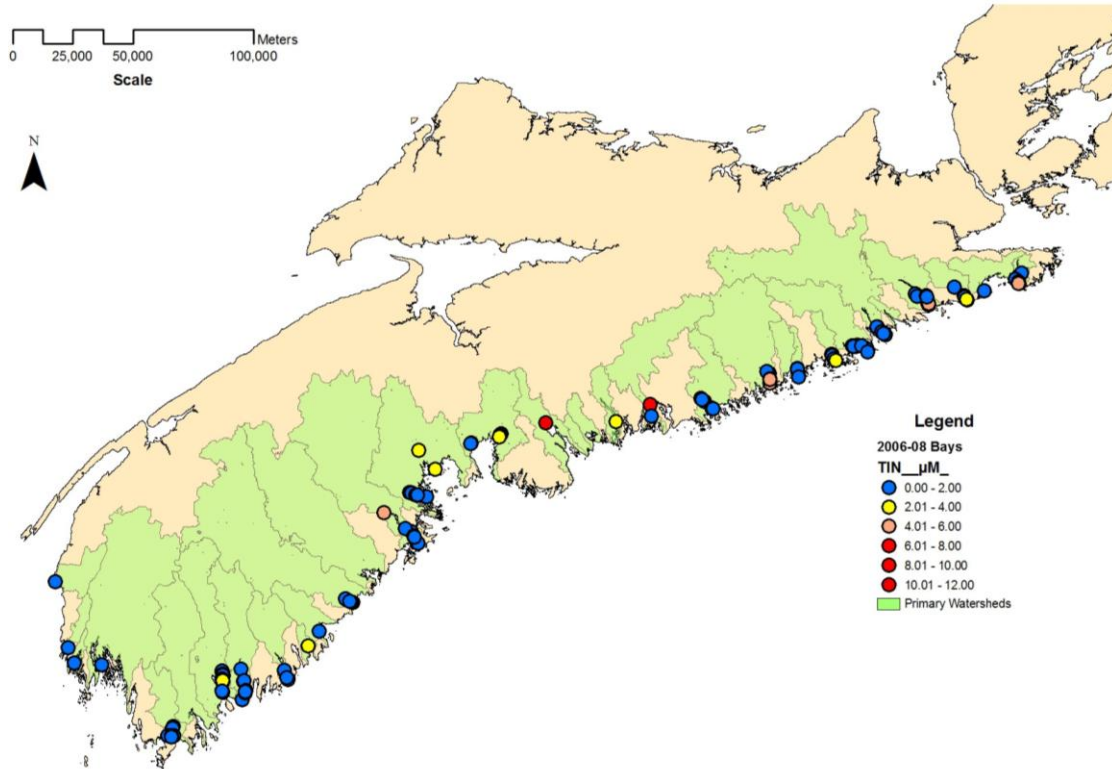 Meters
0 25,000 50,000 100,000
Scale
N
Legend
2006-08 Bays
TIN__µM_
0.00 - 2.00
2.01 - 4.00
4.01 - 6.00
6.01 - 8.00
8.01 - 10.00
10.01 - 12.00
Primary Watersheds